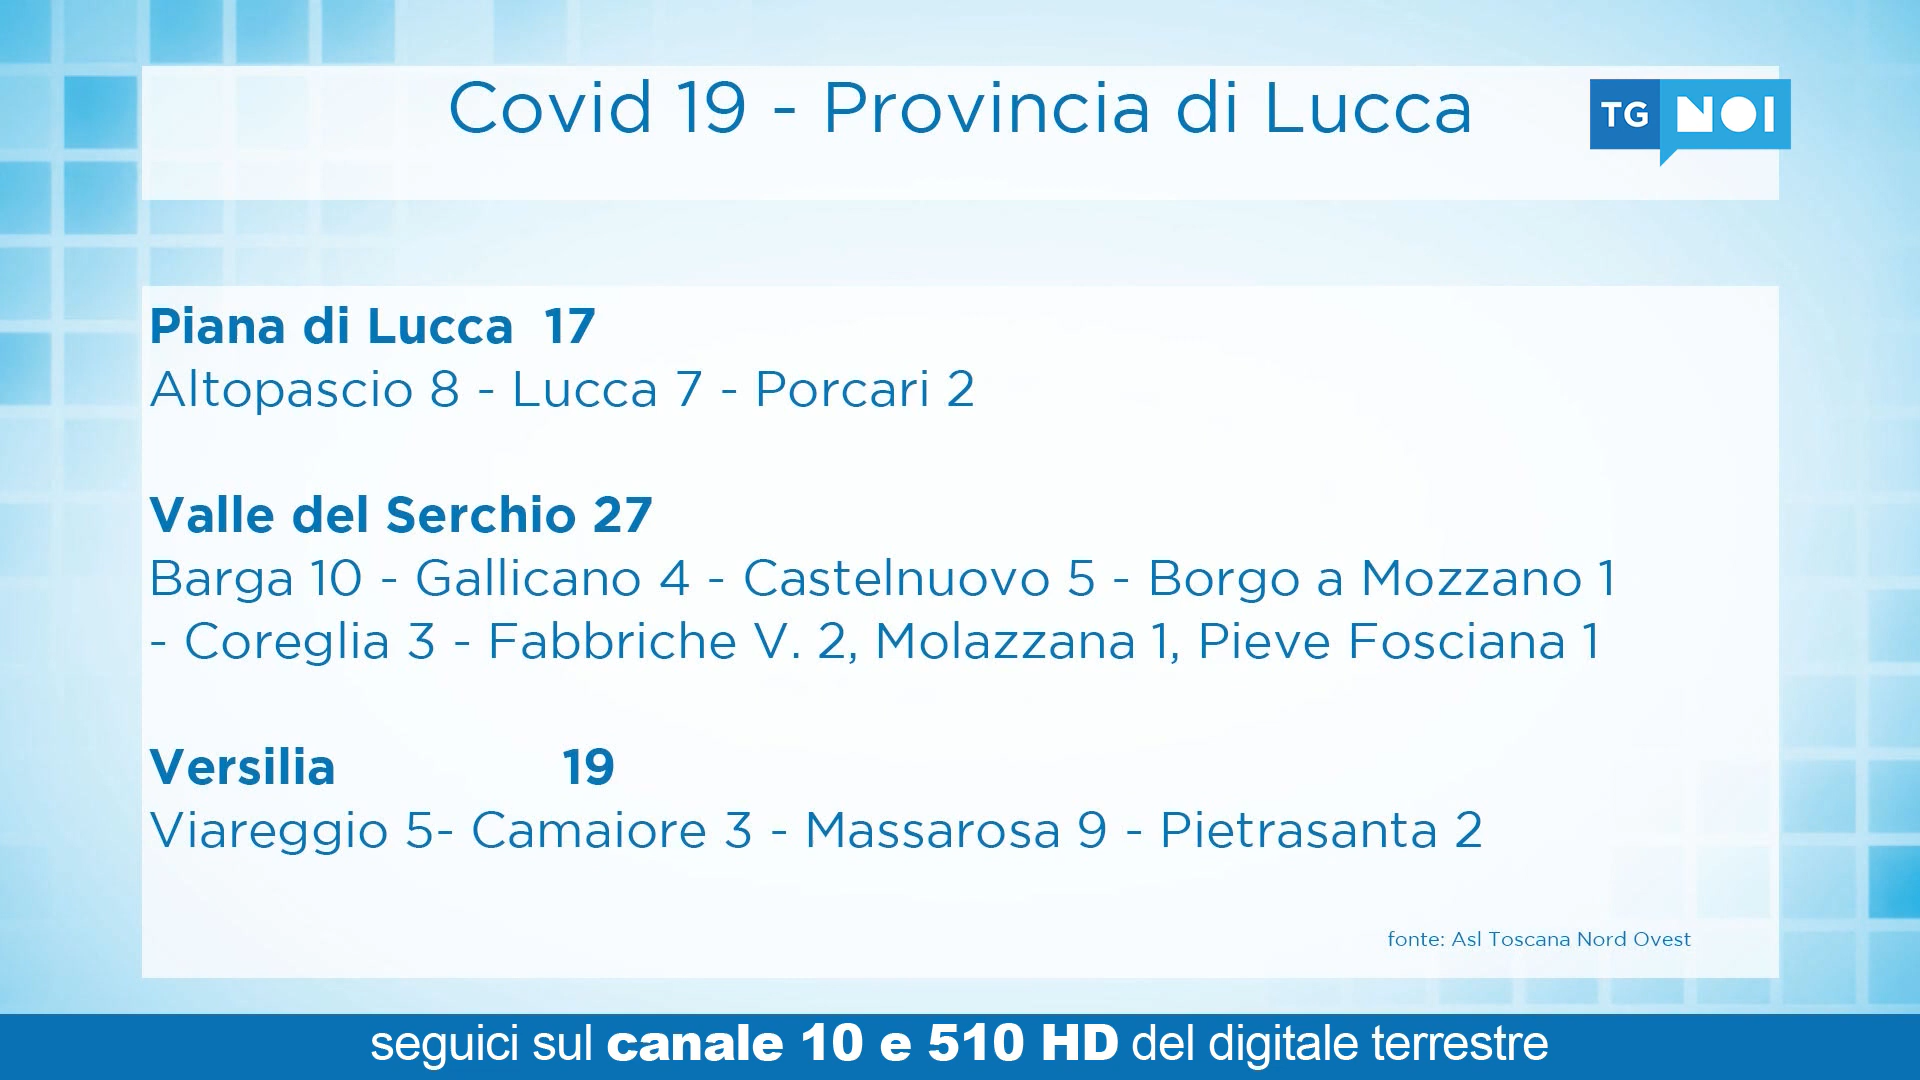 Covid 19 - Provincia di Lucca
TG NOI
Piana di Lucca 17
Altopascio 8 - Lucca 7 - Porcari 2
Valle del Serchio 27
Barga 10 - Gallicano 4 - Castelnuovo 5 - Borgo a Mozzano 1
- Coreglia 3 - Fabbriche V. 2, Molazzana 1, Pieve Fosciana 1
Versilia 19
Viareggio 5- Camaiore 3 - Massarosa 9 - Pietrasanta 2
fonte: Asl Toscana Nord Ovest
seguici sul canale 10 e 510 HD del digitale terrestre